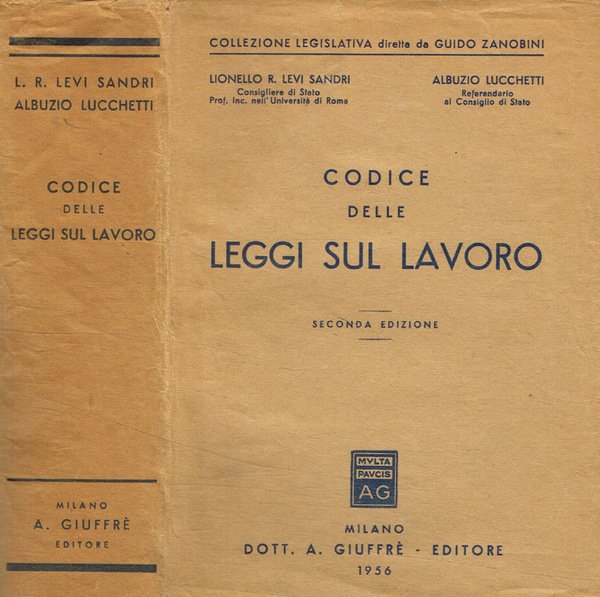 L. R. LEVI SANDRI
ALBUZIO LUCCHETTI
CODICE
DELLE
LEGGI SUL LAVORO
MILANO
A. GIUFFRÈ
EDITORE
COLLEZIONE LEGISLATIVA diretta da GUIDO ZANOBINI
LIONELLO R. LEVI SANDRI
Consigliere di Stato
Prof. Inc. nell'Università di Roma
ALBUZIO LUCCHETTI
Referendario
al Consiglio di Stato
CODICE
DELLE
LEGGI SUL LAVORO
SECONDA EDIZIONE
MVLTA
PAVCIS
AG
MILANO
DOTT. A. GIUFFRÈ - EDITORE
1956